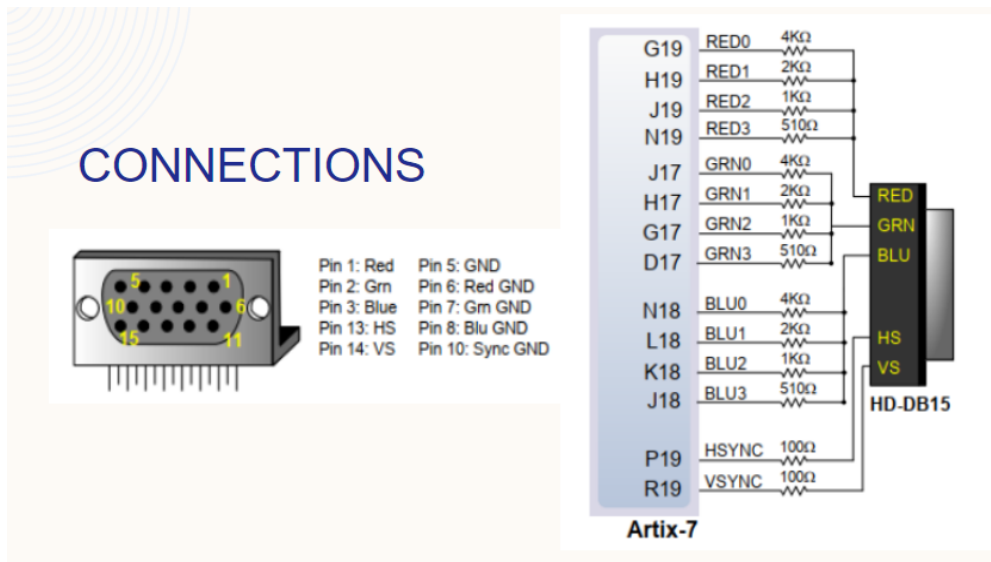 CONNECTIONS
5 1
10 6
15 11
Pin 1: Red Pin 5: GND
Pin 2: Grn Pin 6: Red GND
Pin 3: Blue Pin 7: Grn GND
Pin 13: HS Pin 8: Blu GND
Pin 14: VS Pin 10: Sync GND
G19 RED0 4KΩ
H19 RED1 2KΩ
J19 RED2 1KΩ
N19 RED3 510Ω
J17 GRN0 4KΩ
H17 GRN1 2KΩ
G17 GRN2 1KΩ
D17 GRN3 510Ω
N18 BLU0 4KΩ
L18 BLU1 2KΩ
K18 BLU2 1KΩ
J18 BLU3 510Ω
P19 HSYNC 100Ω
R19 VSYNC 100Ω
Artix-7
RED
GRN
BLU
HS
VS
HD-DB15